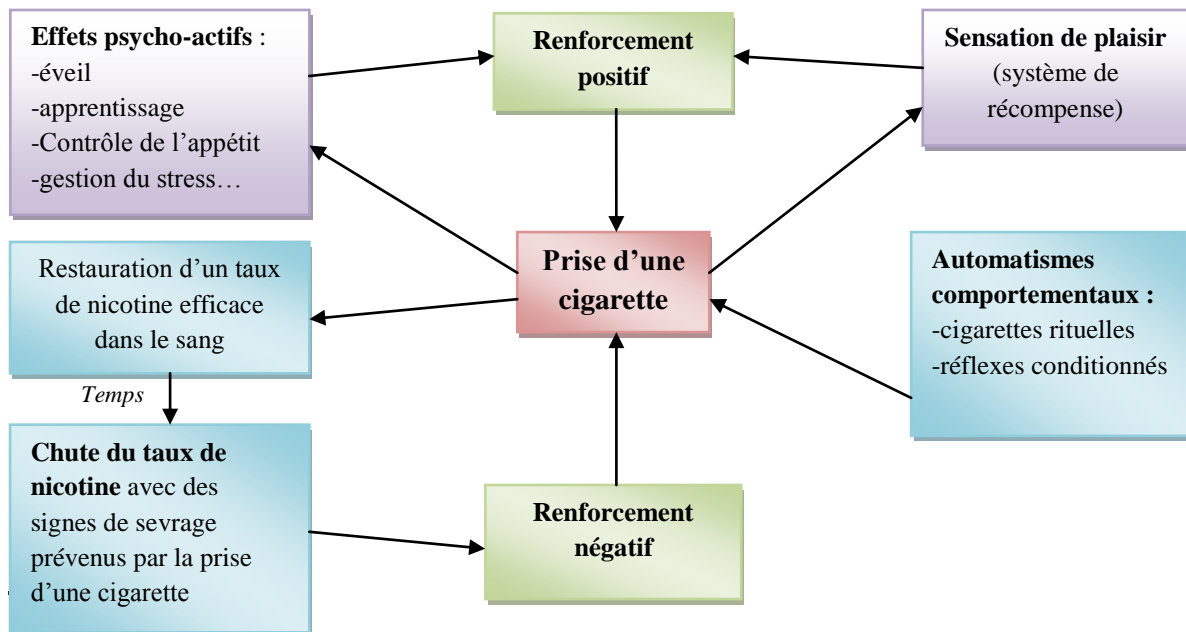 Effets psycho-actifs :
-éveil
-apprentissage
-Contrôle de l’appétit
-gestion du stress…
Renforcement
positif
Sensation de plaisir
(système de
récompense)
Restauration d’un taux
de nicotine efficace
dans le sang
Prise d’une
cigarette
Automatismes
comportementaux :
-cigarettes rituelles
-réflexes conditionnés
Temps
Chute du taux de
nicotine avec des
signes de sevrage
prévenus par la prise
d’une cigarette
Renforcement
négatif